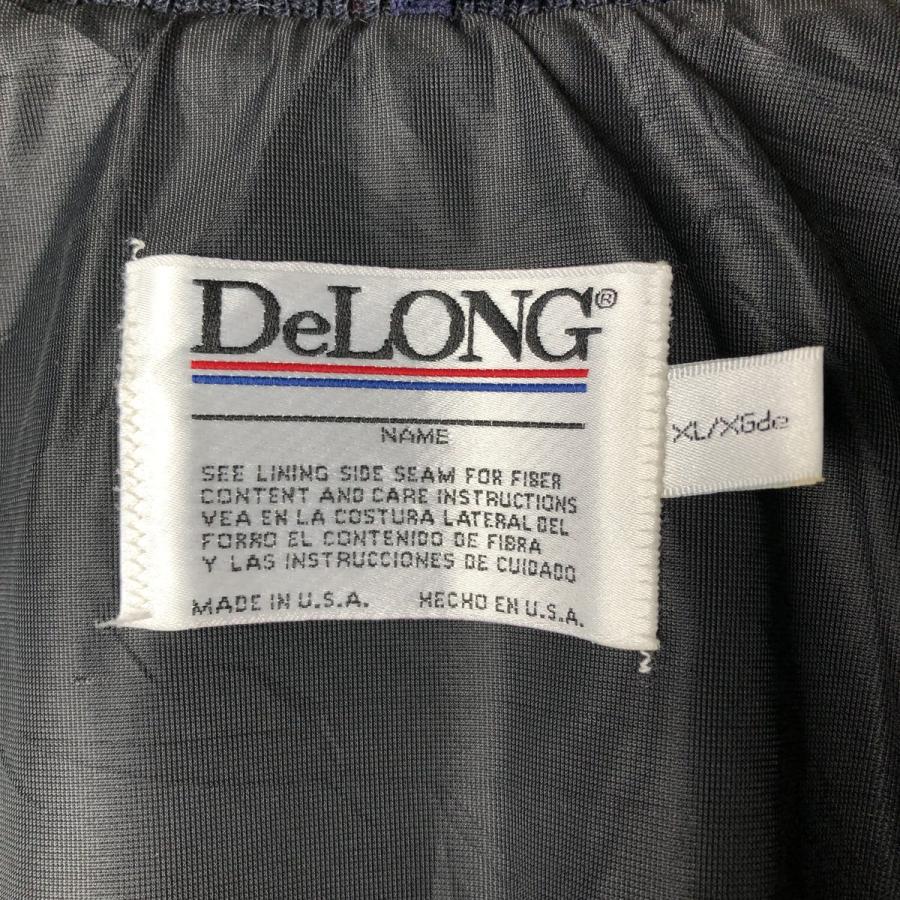 DeLONG®
NAME
XL/XGde
SEE LINING SIDE SEAM FOR FIBER
CONTENT AND CARE INSTRUCTIONS
VEA EN LA COSTURA LATERAL DEL
FORRO EL CONTENIDO DE FIBRA
Y LAS INSTRUCCIONES DE CUIDADO
MADE IN U.S.A. HECHO EN U.S.A.